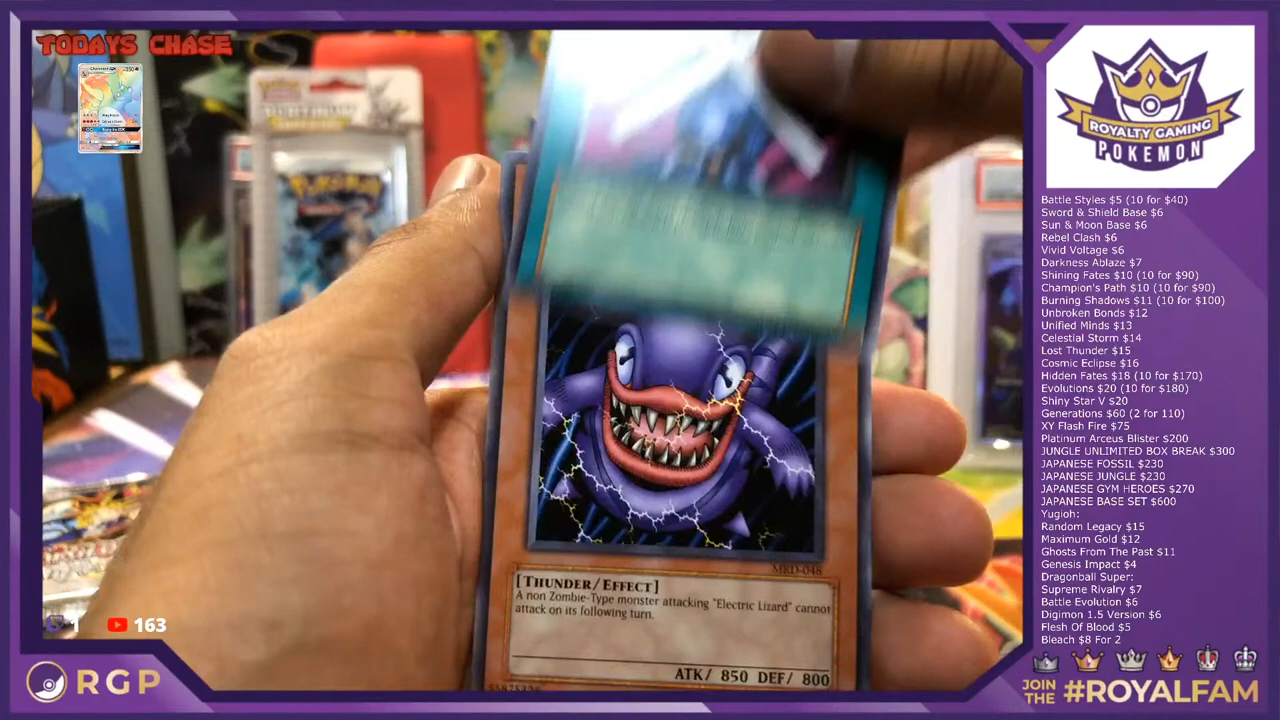 TODAYS CHASE
ROYALTY GAMING
POKEMON
Battle Styles $5 (10 for $40)
Sword & Shield Base $6
Sun & Moon Base $6
Rebel Clash $6
Vivid Voltage $6
Darkness Ablaze $7
Shining Fates $10 (10 for $90)
Champion's Path $10 (10 for $90)
Burning Shadows $11 (10 for $100)
Unbroken Bonds $12
Unified Minds $13
Celestial Storm $14
Lost Thunder $15
Cosmic Eclipse $16
Hidden Fates $18 (10 for $170)
Evolutions $20 (10 for $180)
Shiny Star V $20
Generations $60 (2 for 110)
XY Flash Fire $75
Platinum Arceus Blister $200
JUNGLE UNLIMITED BOX BREAK $300
JAPANESE FOSSIL $230
JAPANESE JUNGLE $230
JAPANESE GYM HEROES $270
JAPANESE BASE SET $600
Yugioh:
Random Legacy $15
Maximum Gold $12
Ghosts From The Past $11
Genesis Impact $4
Dragonball Super:
Supreme Rivalry $7
Battle Evolution $6
Digimon 1.5 Version $6
Flesh Of Blood $5
Bleach $8 For 2
JOIN THE #ROYALFAM
POKéMON
MRD-048
[THUNDER/EFFECT]
A non Zombie-Type monster attacking "Electric Lizard" cannot
attack on its following turn.
ATK/ 850 DEF/ 800
1 163
RGP